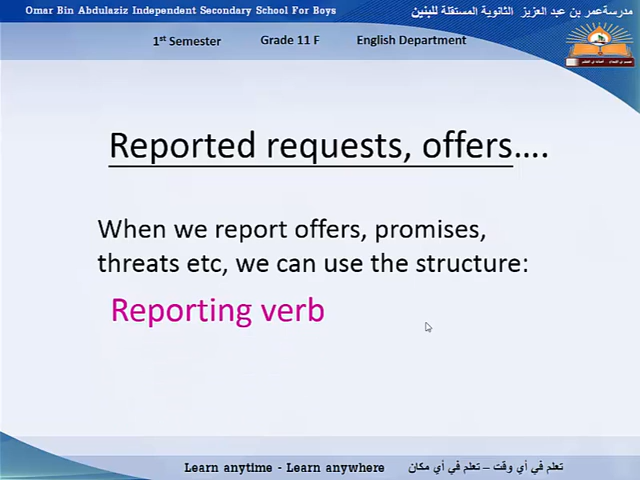 Omar Bin Abdulaziz Independent Secondary School For Boys
مدرسةعمر بن عبد العزيز الثانوية المستقلة للبنين
1st Semester
Grade 11 F
English Department
Reported requests, offers….
When we report offers, promises,
threats etc, we can use the structure:
Reporting verb
Learn anytime - Learn anywhere
تعلم في أي وقت – تعلم في أي مكان